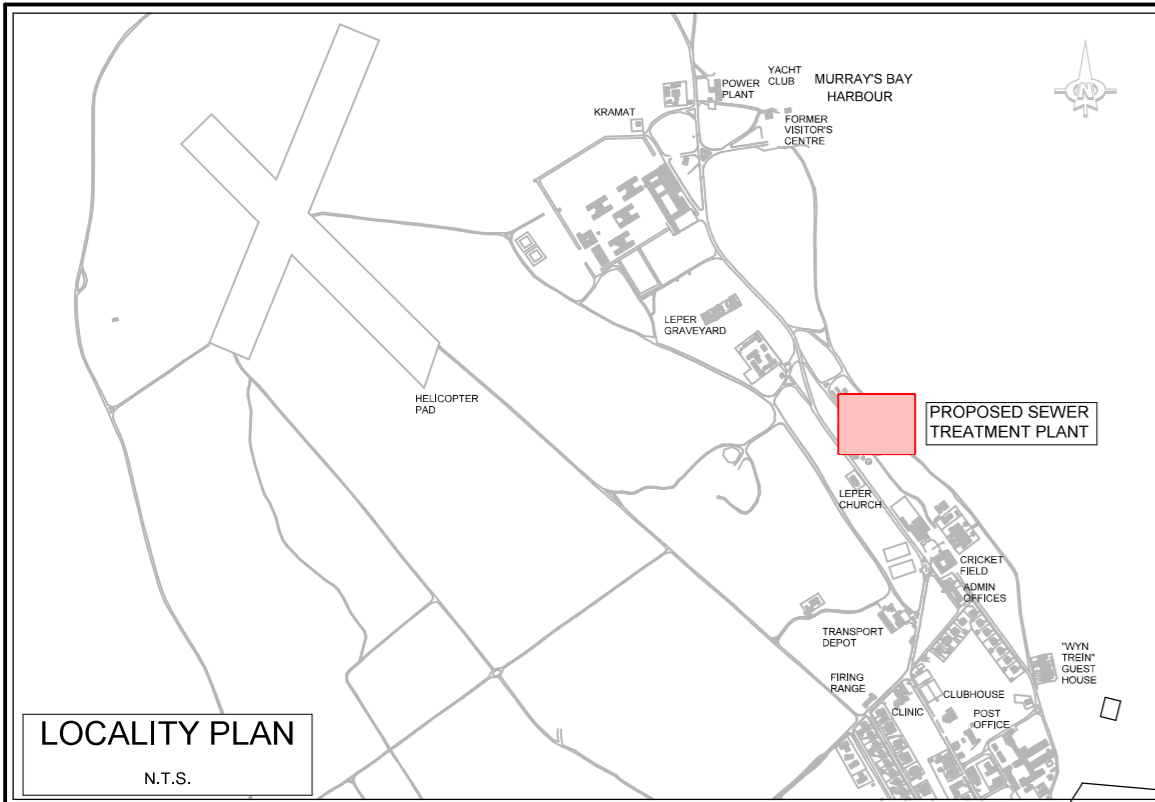 YACHT
CLUB
MURRAY'S BAY
HARBOUR
POWER
PLANT
N
KRAMAT
FORMER
VISITOR'S
CENTRE
LEPER
GRAVEYARD
HELICOPTER
PAD
PROPOSED SEWER
TREATMENT PLANT
LEPER
CHURCH
CRICKET
FIELD
ADMIN
OFFICES
TRANSPORT
DEPOT
"WYN
TREIN"
GUEST
HOUSE
FIRING
RANGE
CLUBHOUSE
CLINIC
POST
OFFICE
LOCALITY PLAN
N.T.S.